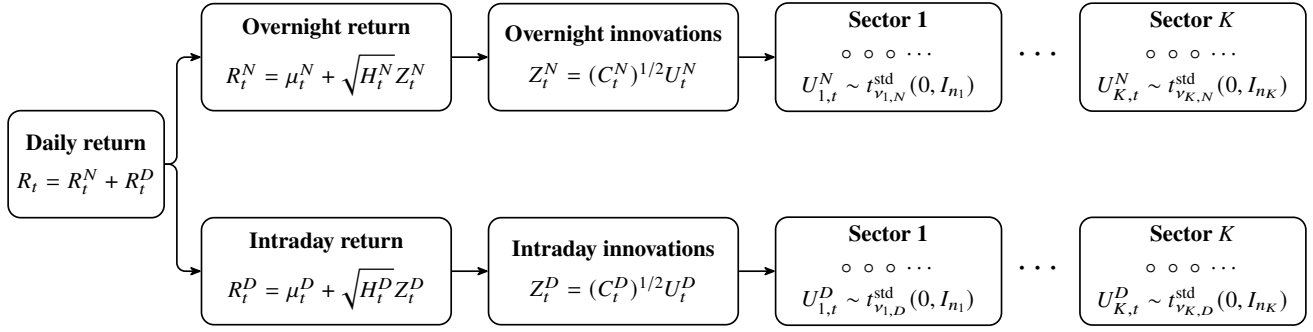 Daily return
R_t = R_t^N + R_t^D
Overnight return
R_t^N = μ_t^N + √(H_t^N) Z_t^N
Overnight innovations
Z_t^N = (C_t^N)^{1/2} U_t^N
Sector 1
∘ ∘ ∘ ⋯
U_{1,t}^N ∼ t_{ν_{1,N}}^{std}(0, I_{n_1})
⋯
Sector K
∘ ∘ ∘ ⋯
U_{K,t}^N ∼ t_{ν_{K,N}}^{std}(0, I_{n_K})
Intraday return
R_t^D = μ_t^D + √(H_t^D) Z_t^D
Intraday innovations
Z_t^D = (C_t^D)^{1/2} U_t^D
Sector 1
∘ ∘ ∘ ⋯
U_{1,t}^D ∼ t_{ν_{1,D}}^{std}(0, I_{n_1})
⋯
Sector K
∘ ∘ ∘ ⋯
U_{K,t}^D ∼ t_{ν_{K,D}}^{std}(0, I_{n_K})